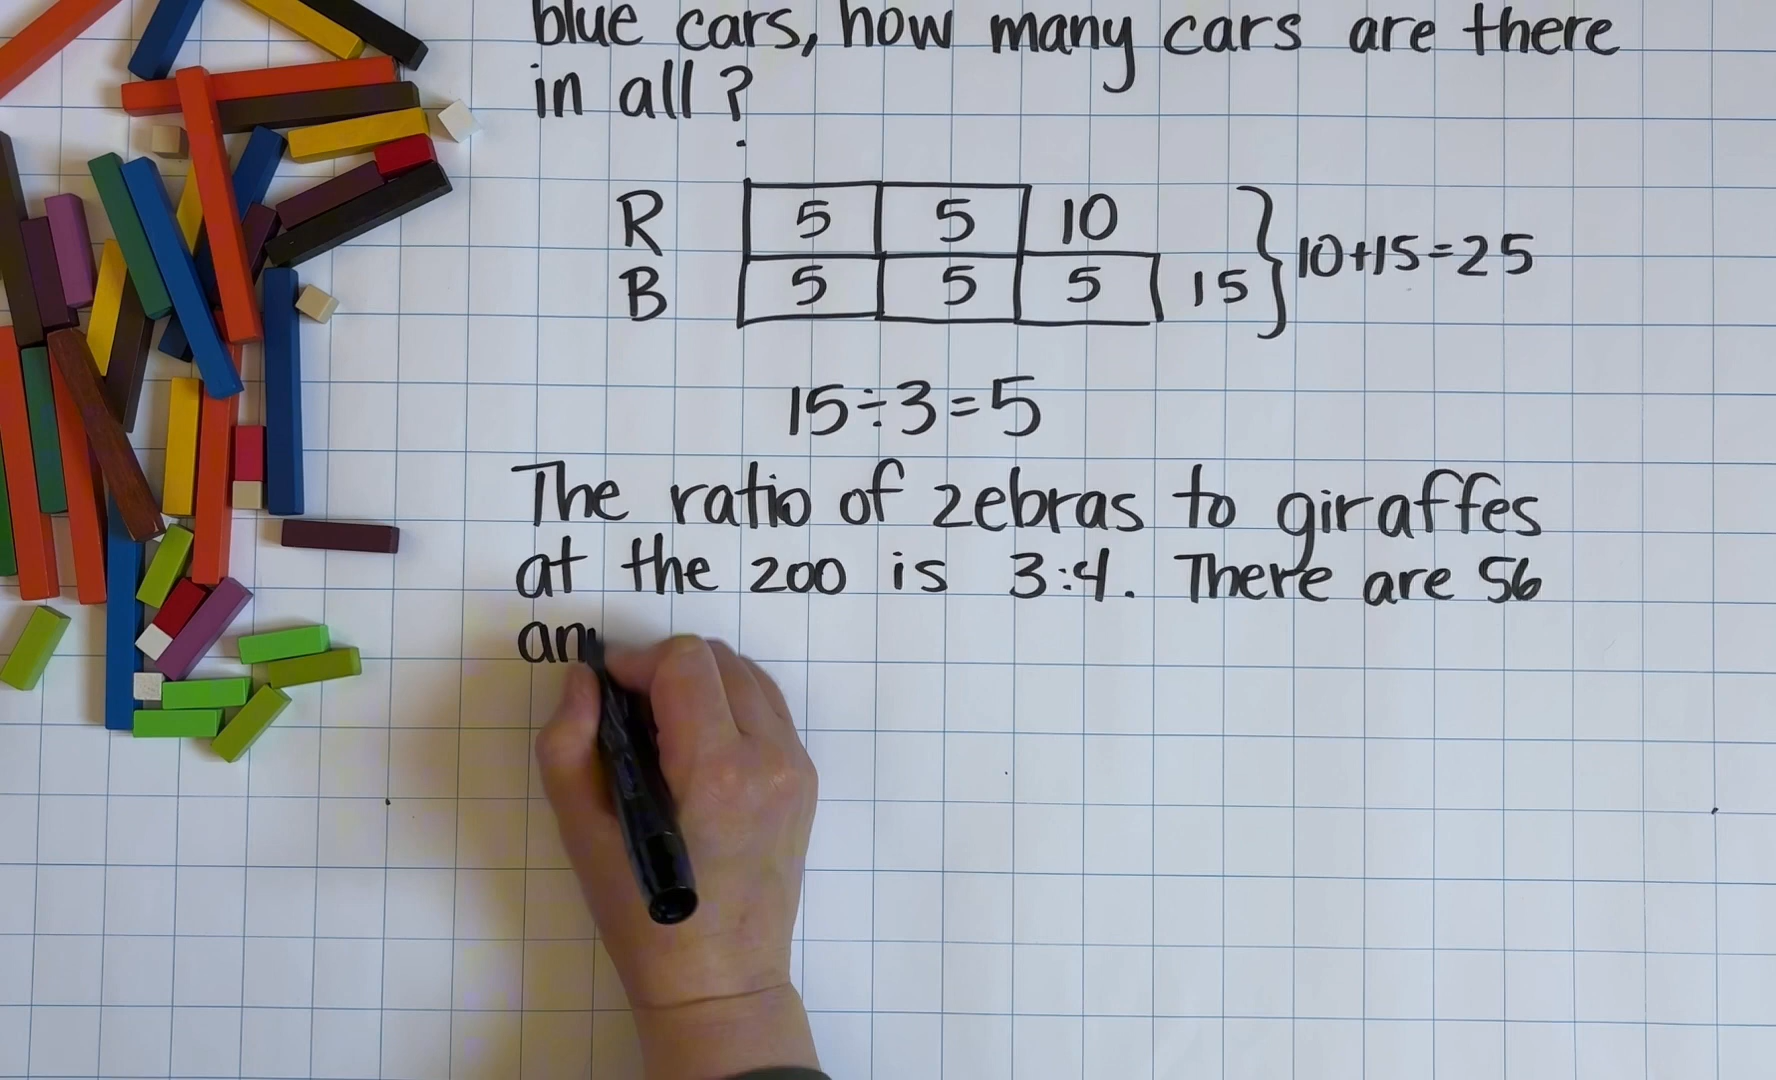 blue cars, how many cars are there
in all?
R 5 5 10
B 5 5 5 15 } 10+15=25
15÷3=5
The ratio of zebras to giraffes
at the zoo is 3:4. There are 56